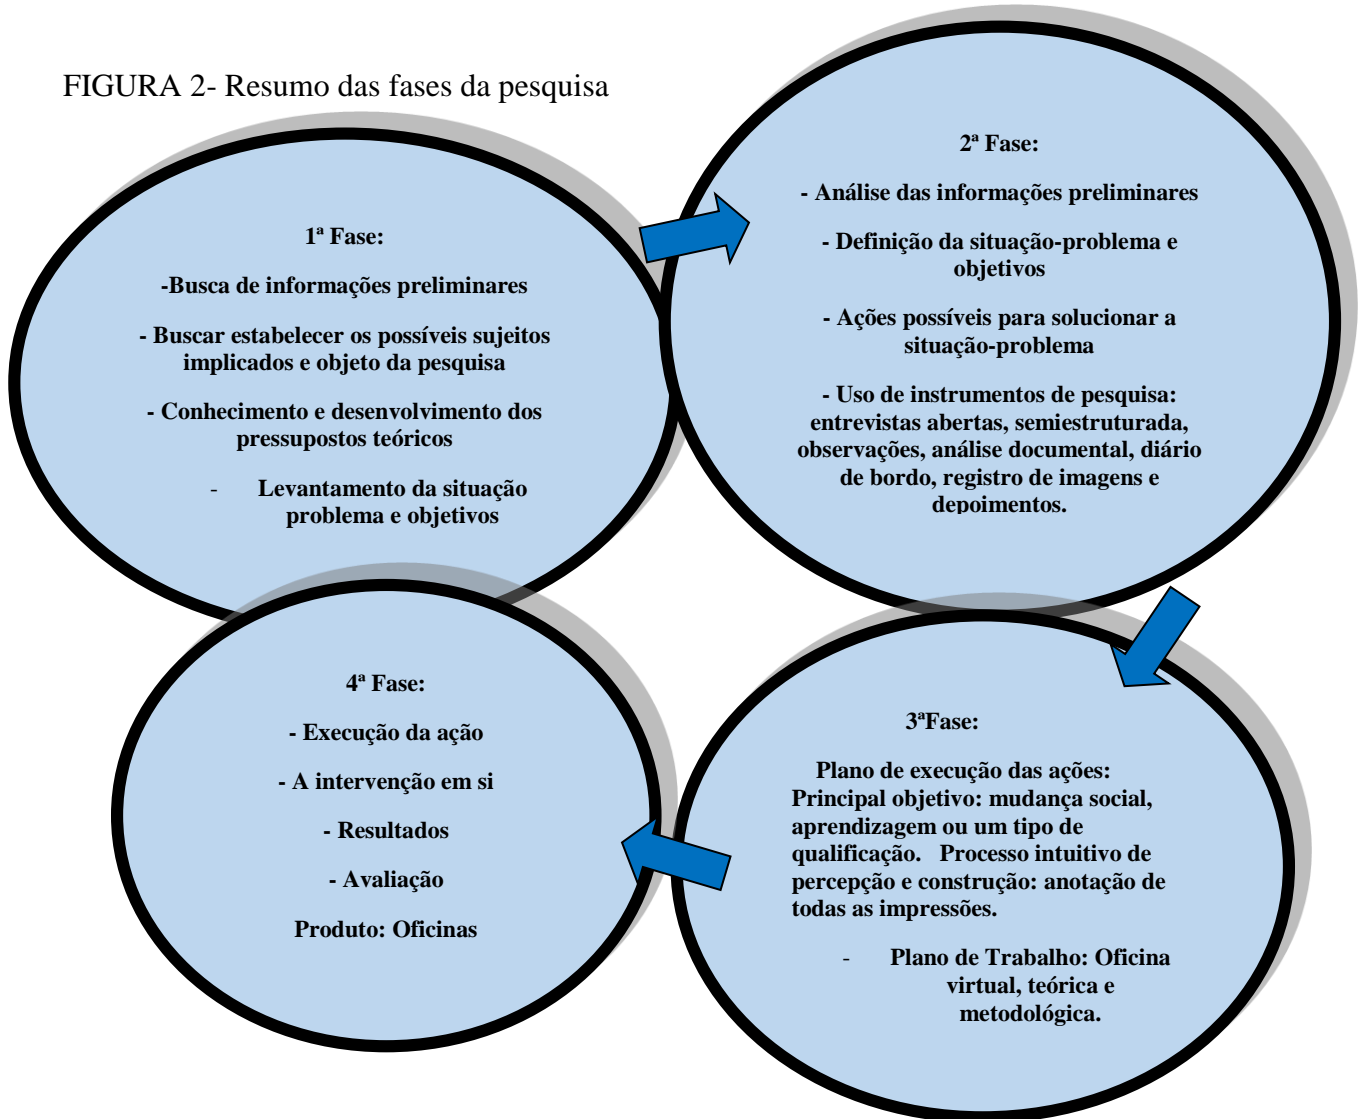 FIGURA 2- Resumo das fases da pesquisa
1ª Fase:
-Busca de informações preliminares
- Buscar estabelecer os possíveis sujeitos
implicados e objeto da pesquisa
- Conhecimento e desenvolvimento dos
pressupostos teóricos
- Levantamento da situação
problema e objetivos
2ª Fase:
- Análise das informações preliminares
- Definição da situação-problema e
objetivos
- Ações possíveis para solucionar a
situação-problema
- Uso de instrumentos de pesquisa:
entrevistas abertas, semiestruturada,
observações, análise documental, diário
de bordo, registro de imagens e
depoimentos.
3ªFase:
Plano de execução das ações:
Principal objetivo: mudança social,
aprendizagem ou um tipo de
qualificação. Processo intuitivo de
percepção e construção: anotação de
todas as impressões.
- Plano de Trabalho: Oficina
virtual, teórica e
metodológica.
4ª Fase:
- Execução da ação
- A intervenção em si
- Resultados
- Avaliação
Produto: Oficinas